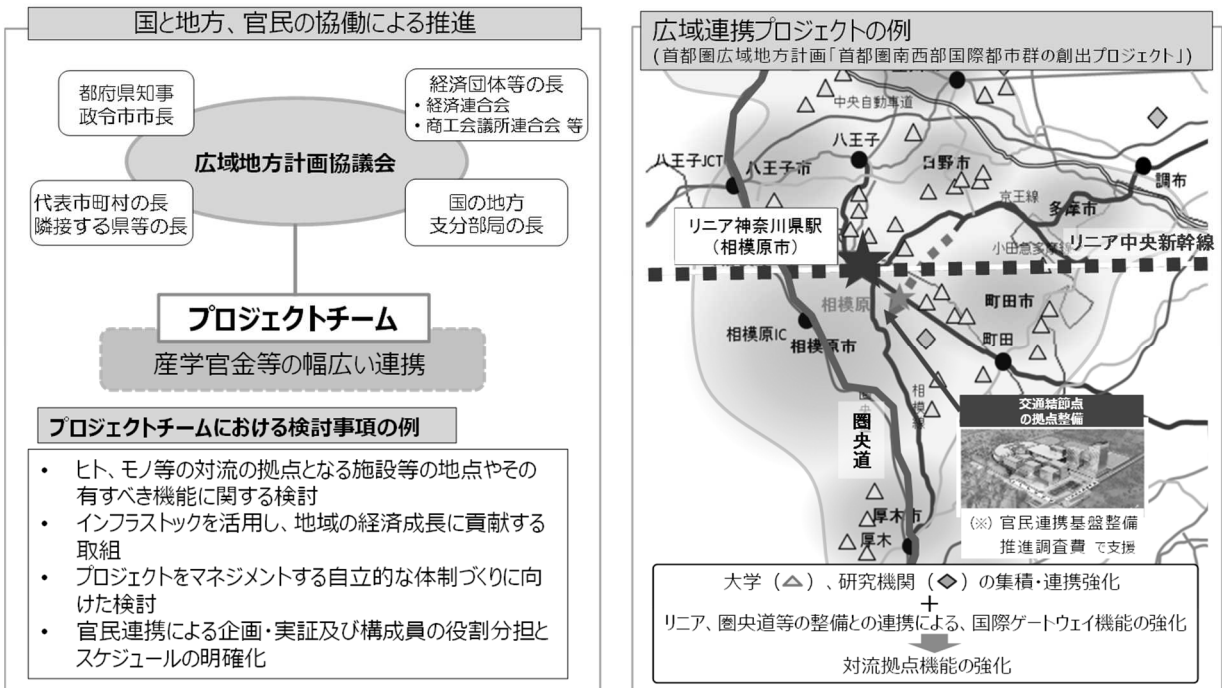 国と地方、官民の協働による推進
都府県知事
政令市市長
経済団体等の長
・経済連合会
・商工会議所連合会 等
広域地方計画協議会
代表市町村の長
隣接する県等の長
国の地方
支分部局の長
プロジェクトチーム
産学官金等の幅広い連携
プロジェクトチームにおける検討事項の例
• ヒト、モノ等の対流の拠点となる施設等の地点やその
有すべき機能に関する検討
• インフラストックを活用し、地域の経済成長に貢献する
取組
• プロジェクトをマネジメントする自立的な体制づくりに向
けた検討
• 官民連携による企画・実証及び構成員の役割分担と
スケジュールの明確化
広域連携プロジェクトの例
(首都圏広域地方計画「首都圏南西部国際都市群の創出プロジェクト」)
中央自動車道
八王子
八王子JCT
八王子市
日野市
調布
京王線
多摩市
リニア神奈川県駅
（相模原市）
リニア中央新幹線
小田急多摩線
相模原
町田市
相模原IC
相模原市
町田
相模線
圏央道
交通結節点
の拠点整備
厚木市
厚木
（※）官民連携基盤整備
推進調査費 で支援
大学（△）、研究機関（◇）の集積・連携強化
＋
リニア、圏央道等の整備との連携による、国際ゲートウェイ機能の強化
対流拠点機能の強化